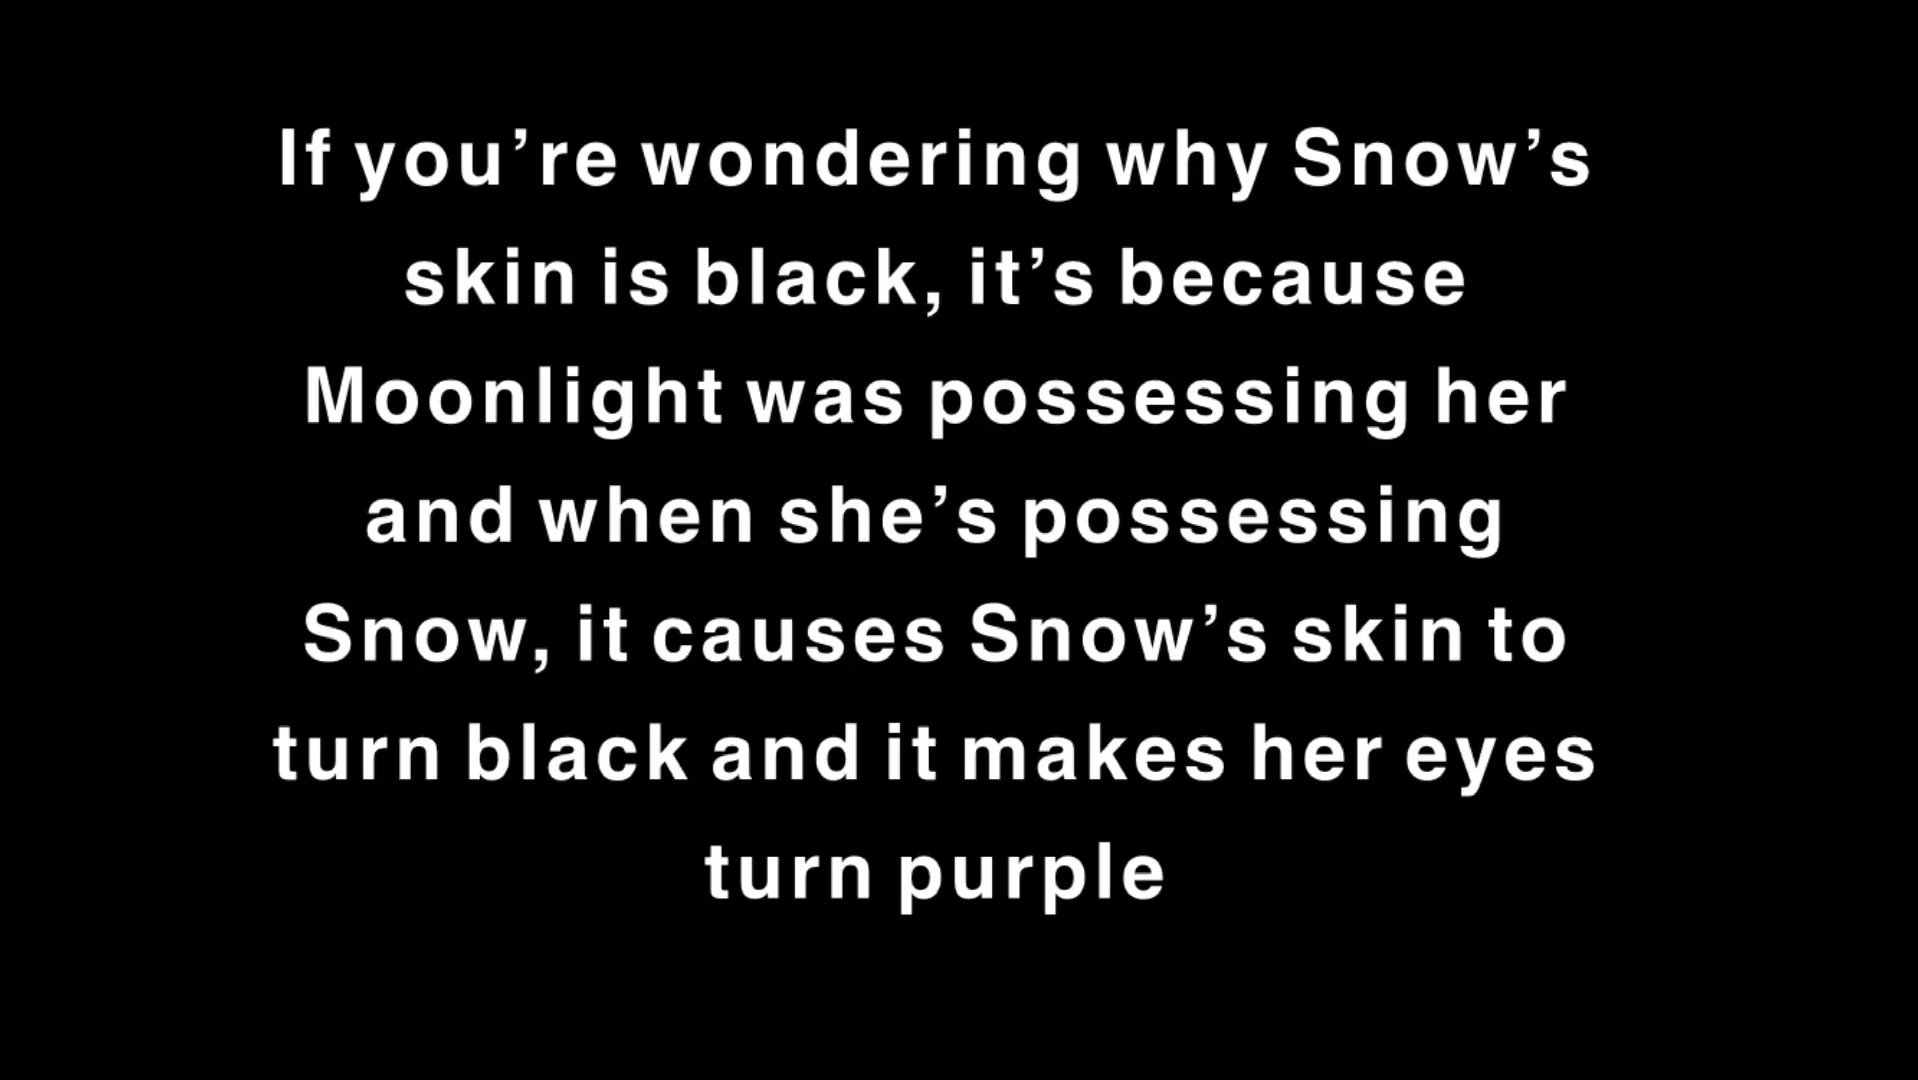 If you’re wondering why Snow’s
skin is black, it’s because
Moonlight was possessing her
and when she’s possessing
Snow, it causes Snow’s skin to
turn black and it makes her eyes
turn purple